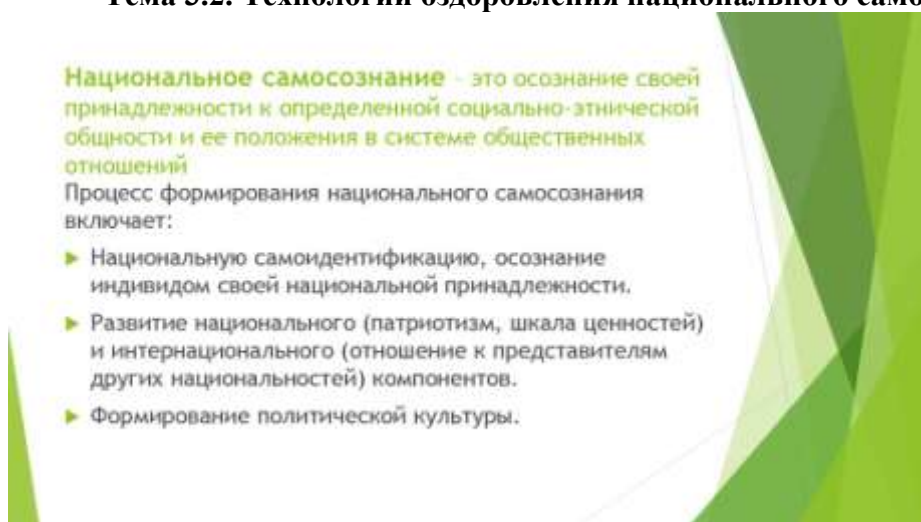 Тема 3.2. Технологии оздоровления национального само
Национальное самосознание – это осознание своей
принадлежности к определенной социально-этнической
общности и ее положения в системе общественных
отношений
Процесс формирования национального самосознания
включает:
Национальную самоидентификацию, осознание
индивидом своей национальной принадлежности.
Развитие национального (патриотизм, шкала ценностей)
и интернационального (отношение к представителям
других национальностей) компонентов.
Формирование политической культуры.